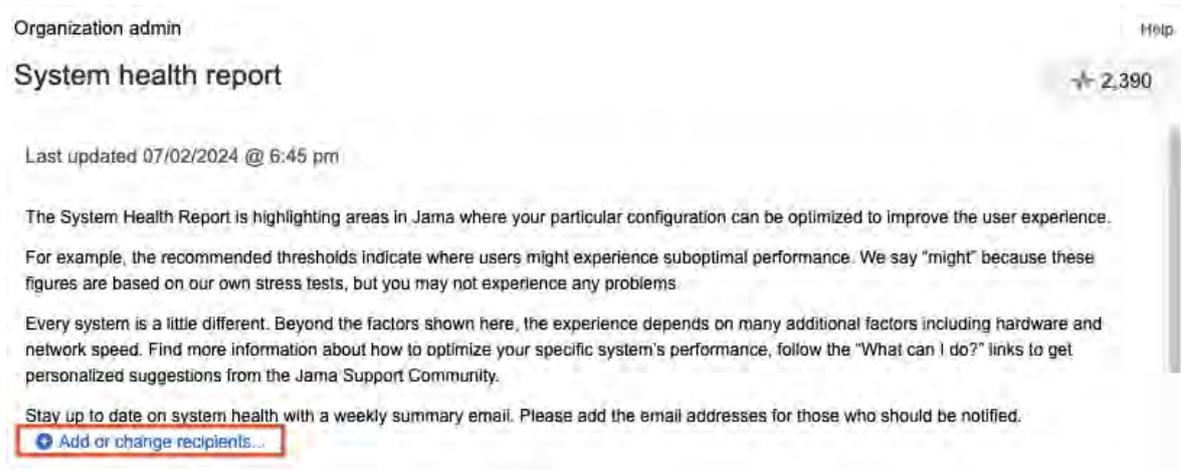 Organization admin
Help
System health report
2,390
Last updated 07/02/2024 @ 6:45 pm
The System Health Report is highlighting areas in Jama where your particular configuration can be optimized to improve the user experience.
For example, the recommended thresholds indicate where users might experience suboptimal performance. We say "might" because these
figures are based on our own stress tests, but you may not experience any problems
Every system is a little different. Beyond the factors shown here, the experience depends on many additional factors including hardware and
network speed. Find more information about how to optimize your specific system's performance, follow the "What can I do?" links to get
personalized suggestions from the Jama Support Community.
Stay up to date on system health with a weekly summary email. Please add the email addresses for those who should be notified.
Add or change recipients...